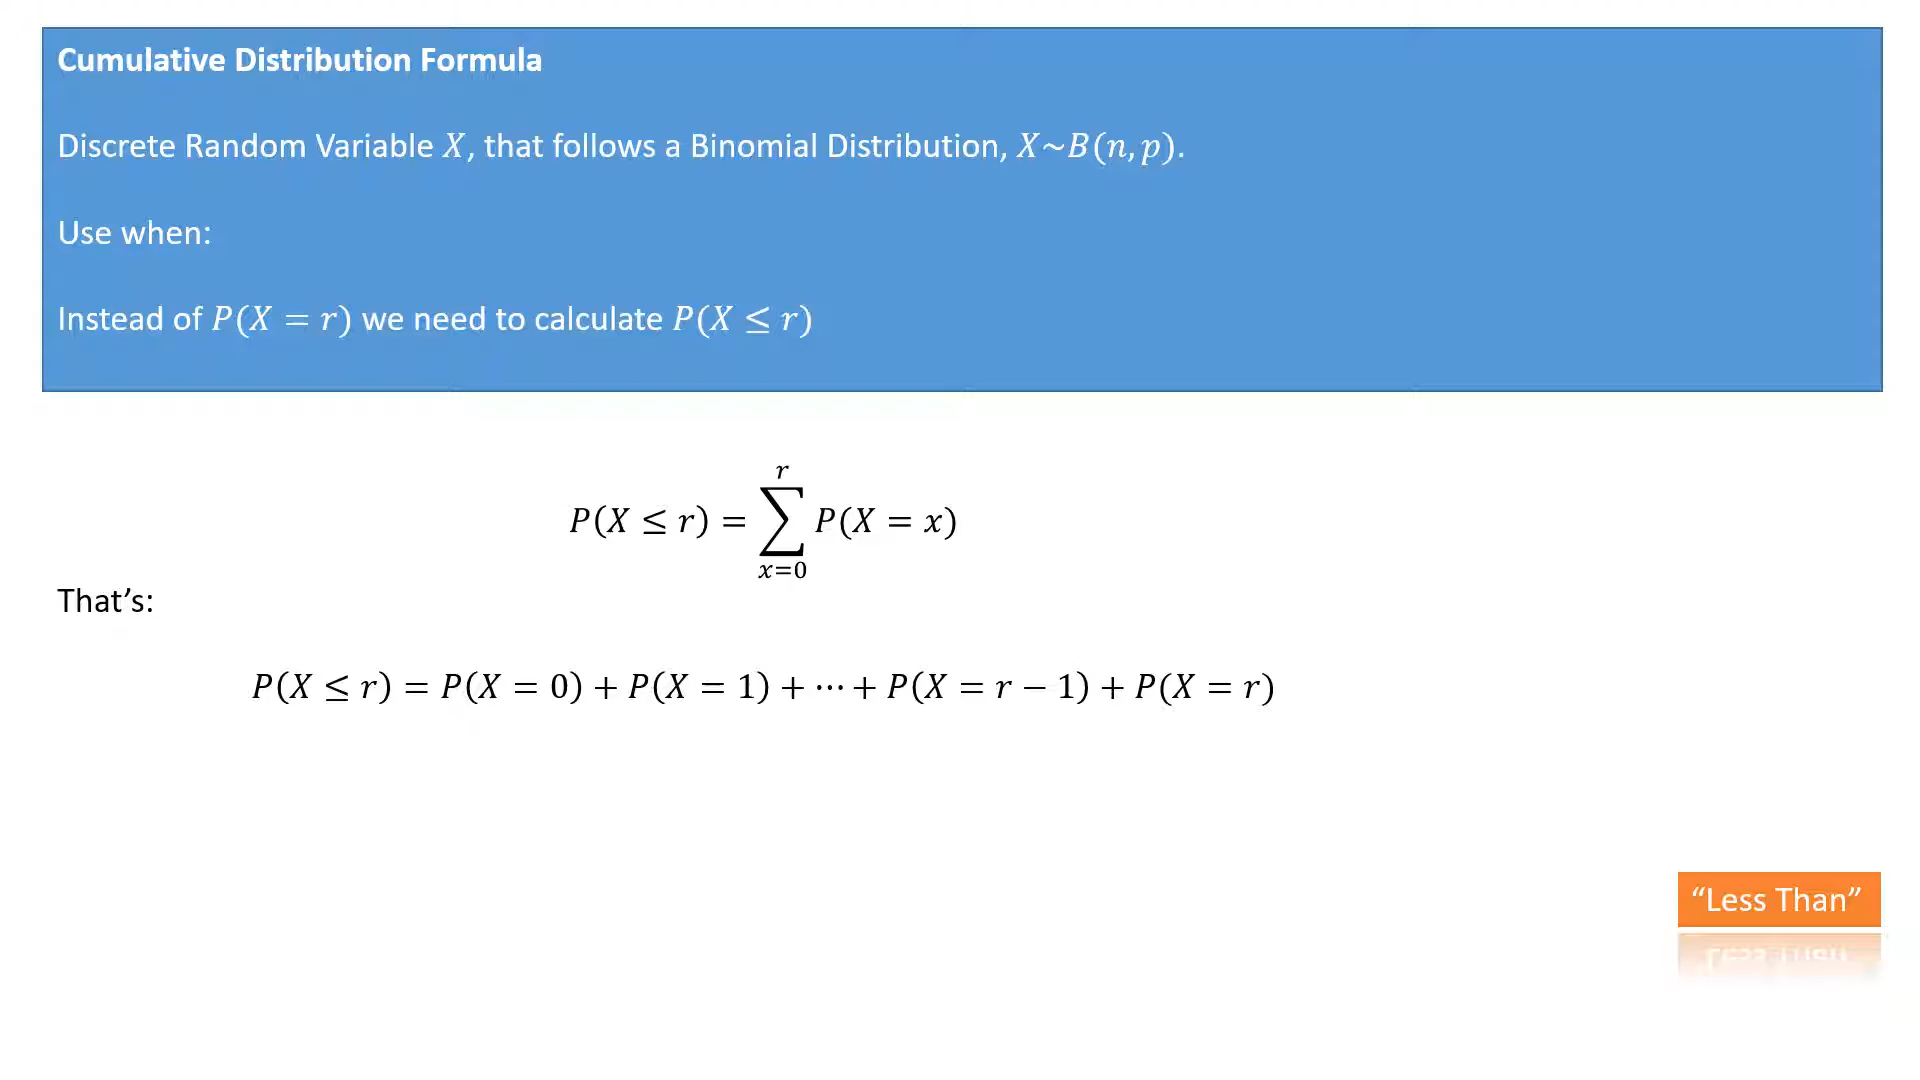 Cumulative Distribution Formula
Discrete Random Variable X, that follows a Binomial Distribution, X~B(n, p).
Use when:
Instead of P(X = r) we need to calculate P(X ≤ r)
P(X ≤ r) = ∑_{x=0}^{r} P(X = x)
That’s:
P(X ≤ r) = P(X = 0) + P(X = 1) + ⋯ + P(X = r − 1) + P(X = r)
“Less Than”